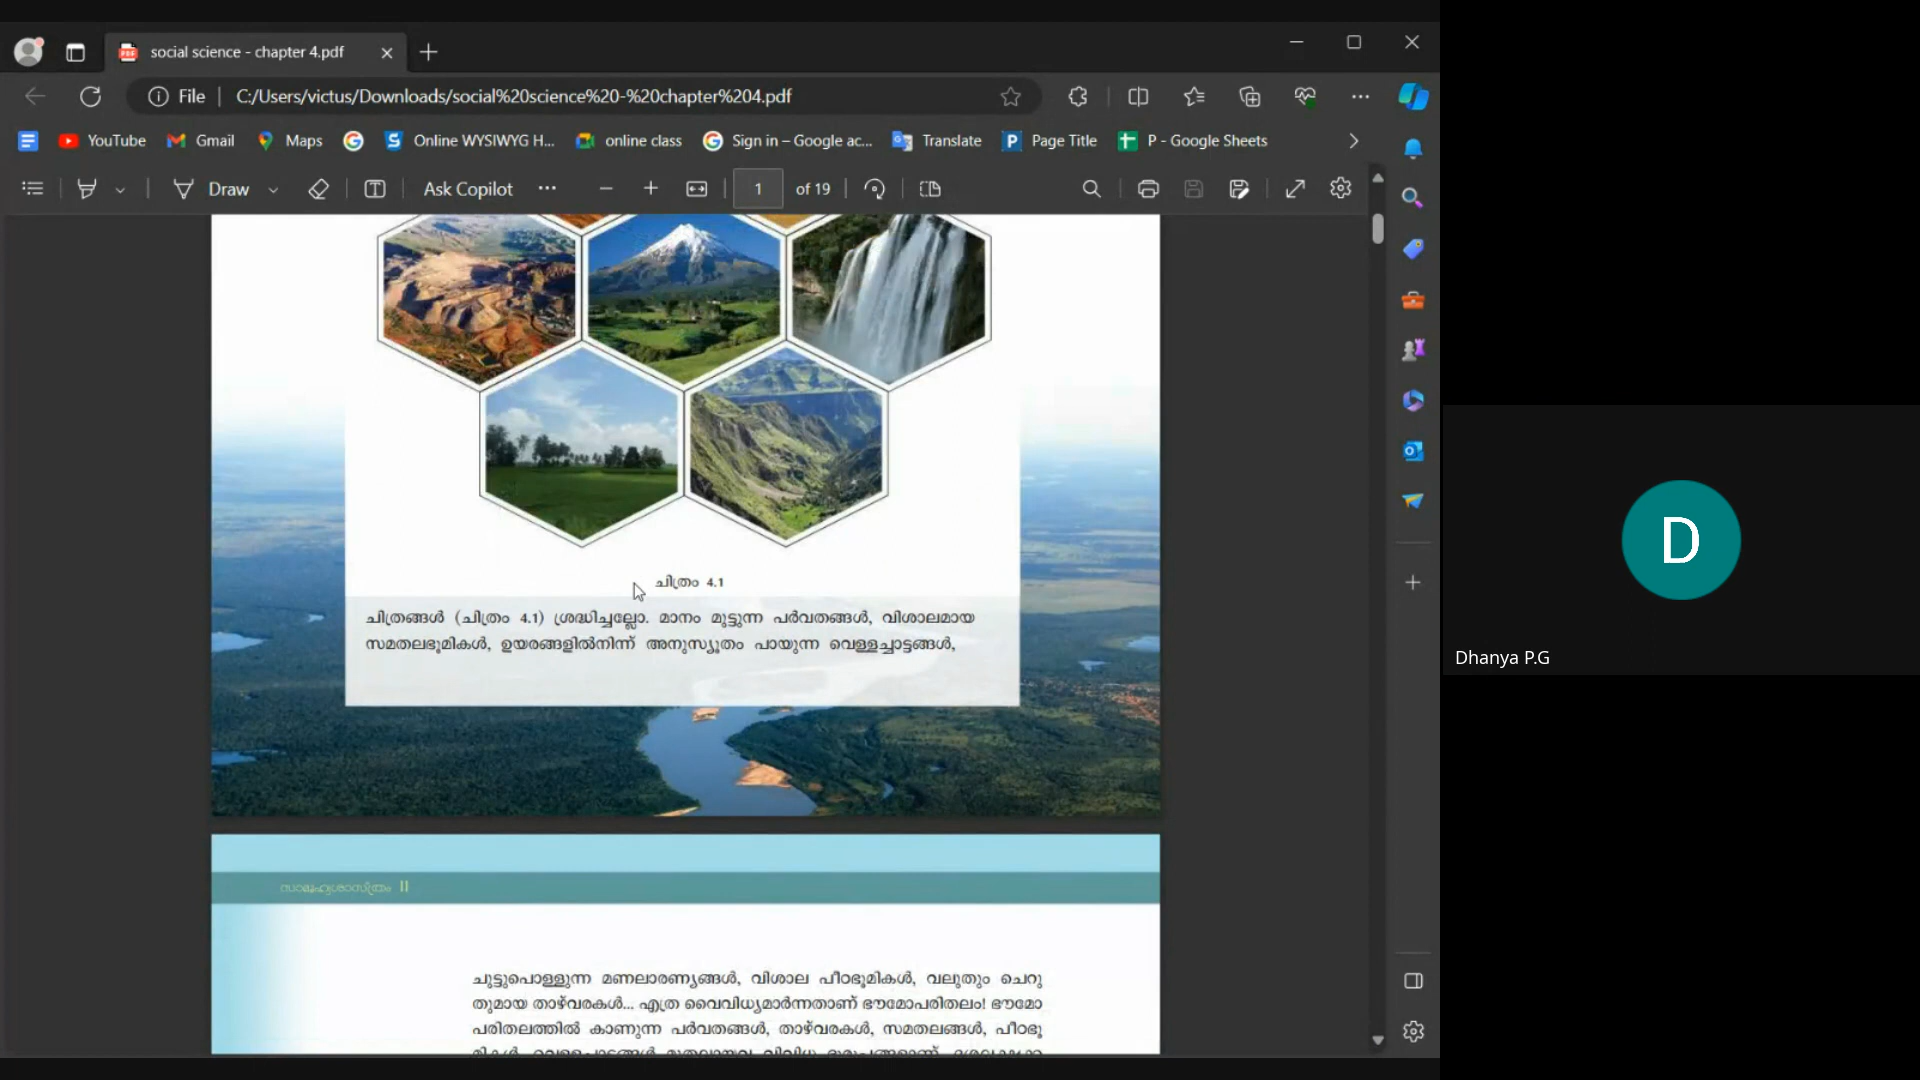 social science - chapter 4.pdf
File
C:/Users/victus/Downloads/social%20science%20-%20chapter%204.pdf
YouTube
Gmail
Maps
Online WYSIWYG H...
online class
Sign in – Google ac...
Translate
Page Title
P - Google Sheets
Draw
Ask Copilot
1 of 19
ചിത്രം 4.1
ചിത്രങ്ങൾ (ചിത്രം 4.1) ശ്രദ്ധിച്ചല്ലോ. മാനം മുട്ടുന്ന പർവതങ്ങൾ, വിശാലമായ
സമതലഭൂമികൾ, ഉയരങ്ങളിൽനിന്ന് അനുസ്യൂതം പായുന്ന വെള്ളച്ചാട്ടങ്ങൾ,
D
Dhanya P.G
സാമൂഹ്യശാസ്ത്രം II
ചുട്ടുപൊള്ളുന്ന മണലാരണ്യങ്ങൾ, വിശാല പീഠഭൂമികൾ, വലുതും ചെറു
തുമായ താഴ്‌വരകൾ... എത്ര വൈവിധ്യമാർന്നതാണ് ഭൗമോപരിതലം! ഭൗമോ
പരിതലത്തിൽ കാണുന്ന പർവതങ്ങൾ, താഴ്‌വരകൾ, സമതലങ്ങൾ, പീഠഭൂ